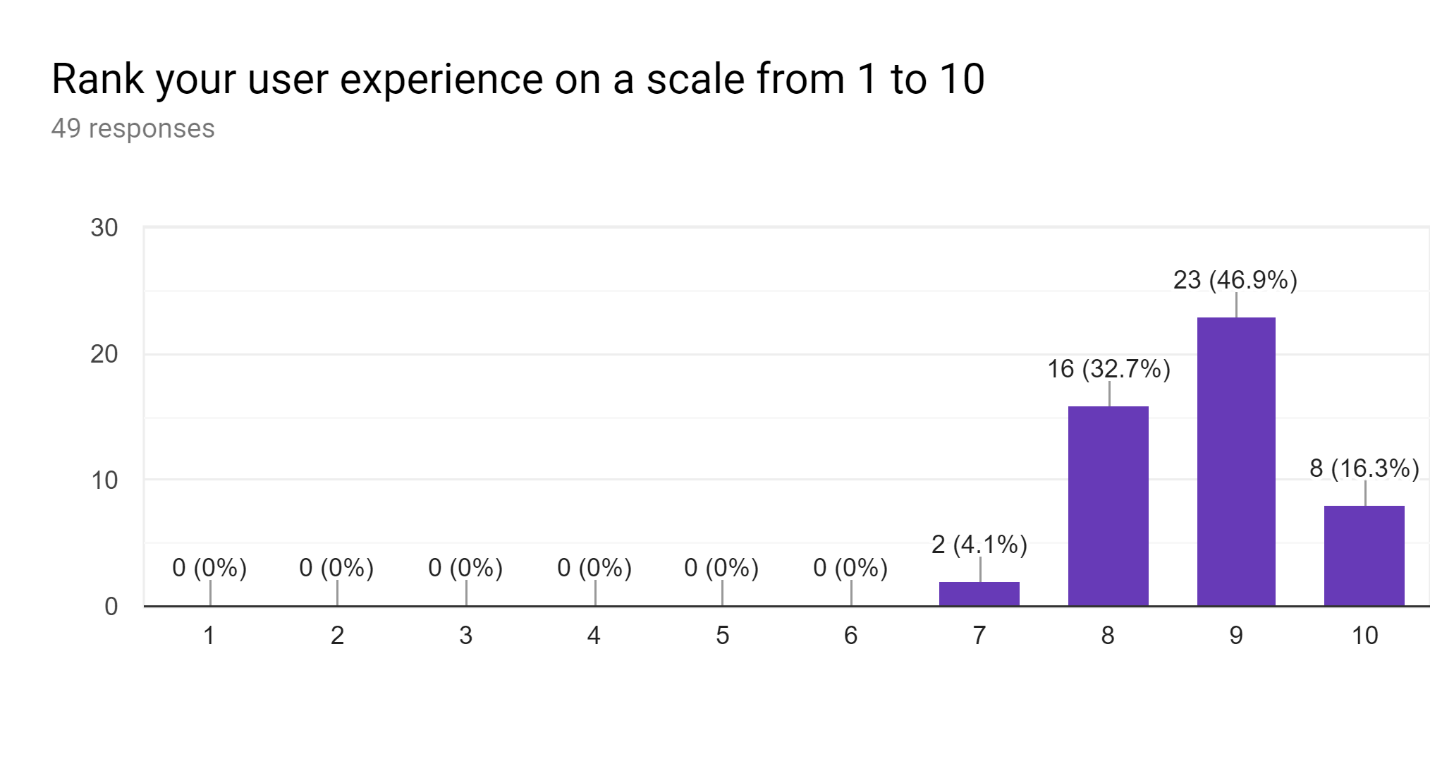 Rank your user experience on a scale from 1 to 10
49 responses
30
23 (46.9%)
20
16 (32.7%)
10
8 (16.3%)
2 (4.1%)
0 (0%) 0 (0%) 0 (0%) 0 (0%) 0 (0%) 0 (0%)
0
1 2 3 4 5 6 7 8 9 10